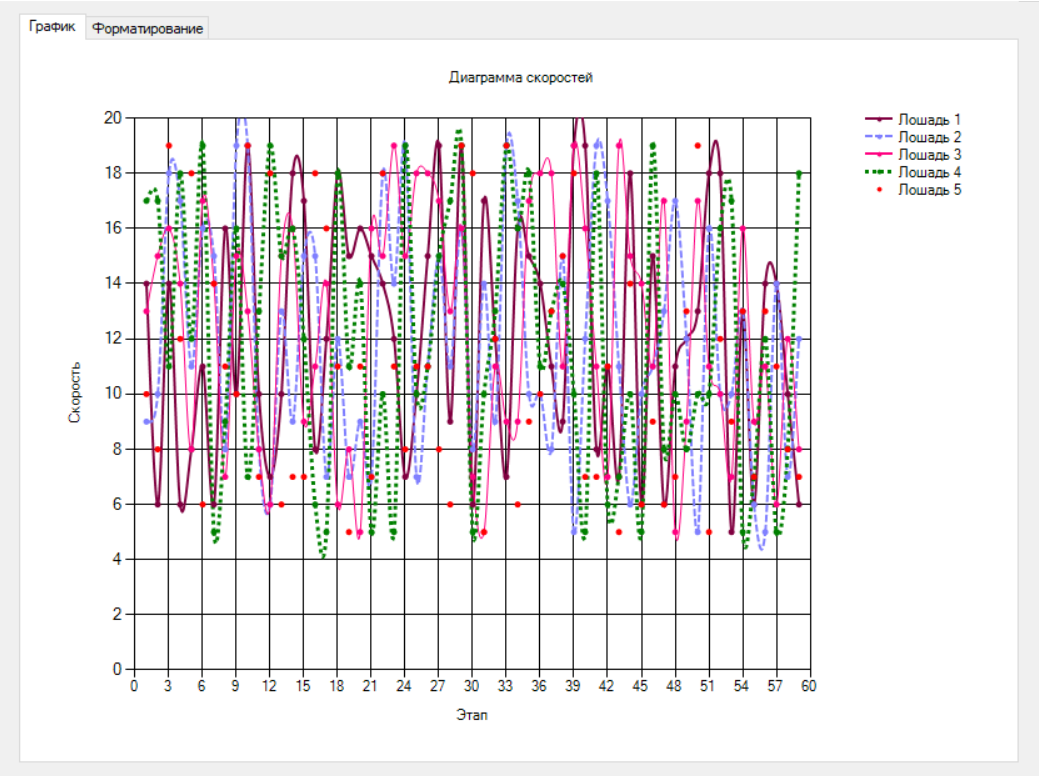 График Форматирование
Диаграмма скоростей
Лошадь 1
Лошадь 2
Лошадь 3
Лошадь 4
Лошадь 5
Скорость
20
18
16
14
12
10
8
6
4
2
0
0 3 6 9 12 15 18 21 24 27 30 33 36 39 42 45 48 51 54 57 60
Этап